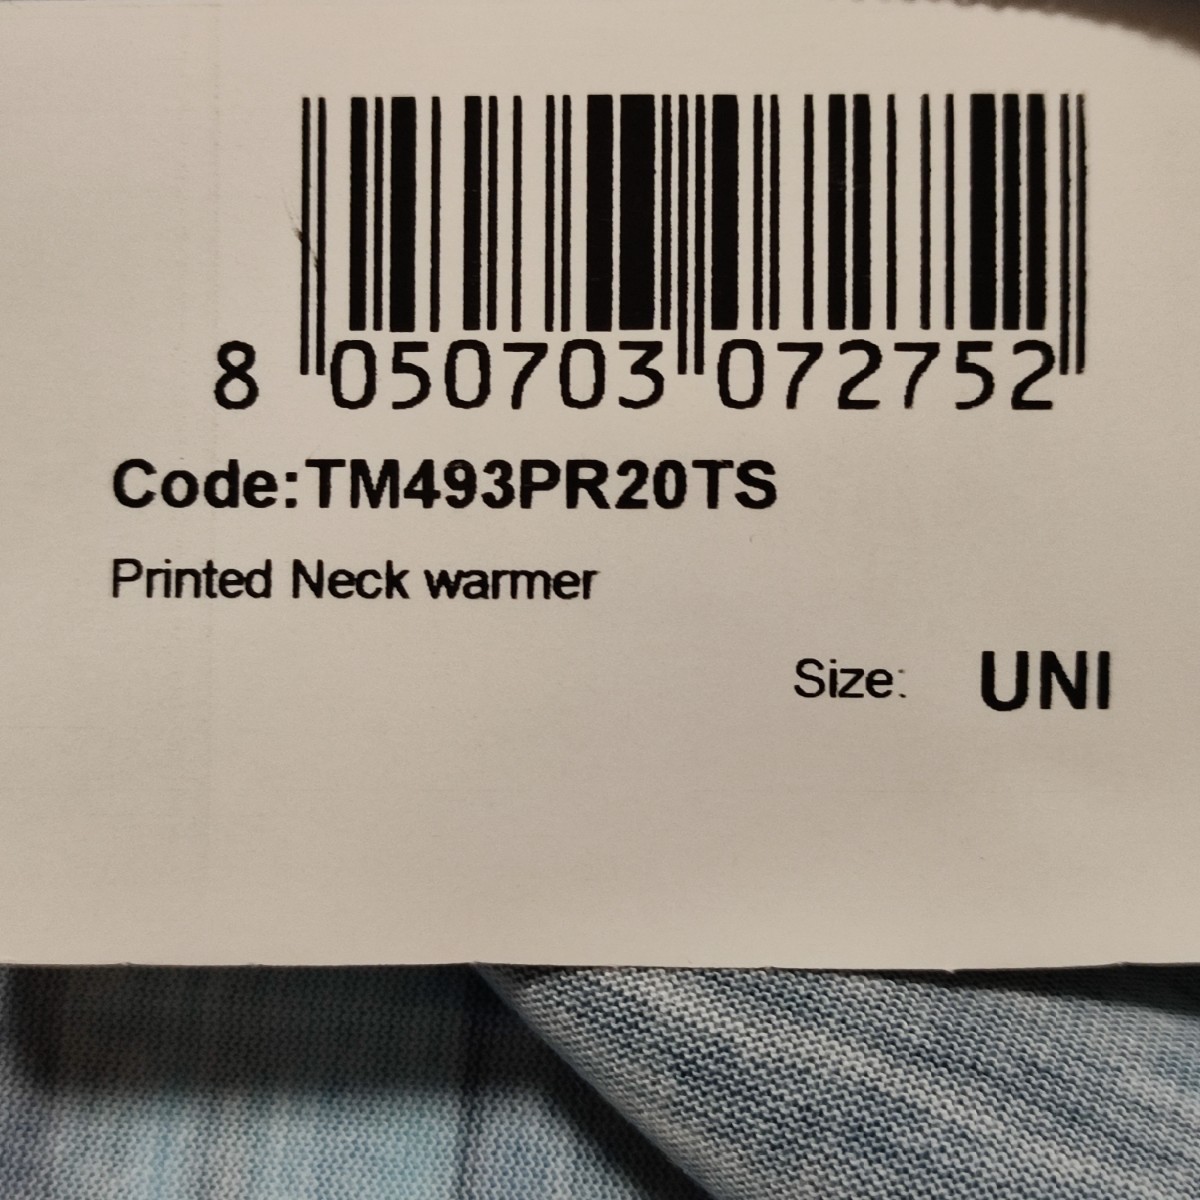 8 050703 072752
Code:TM493PR20TS
Printed Neck warmer
Size: UNI